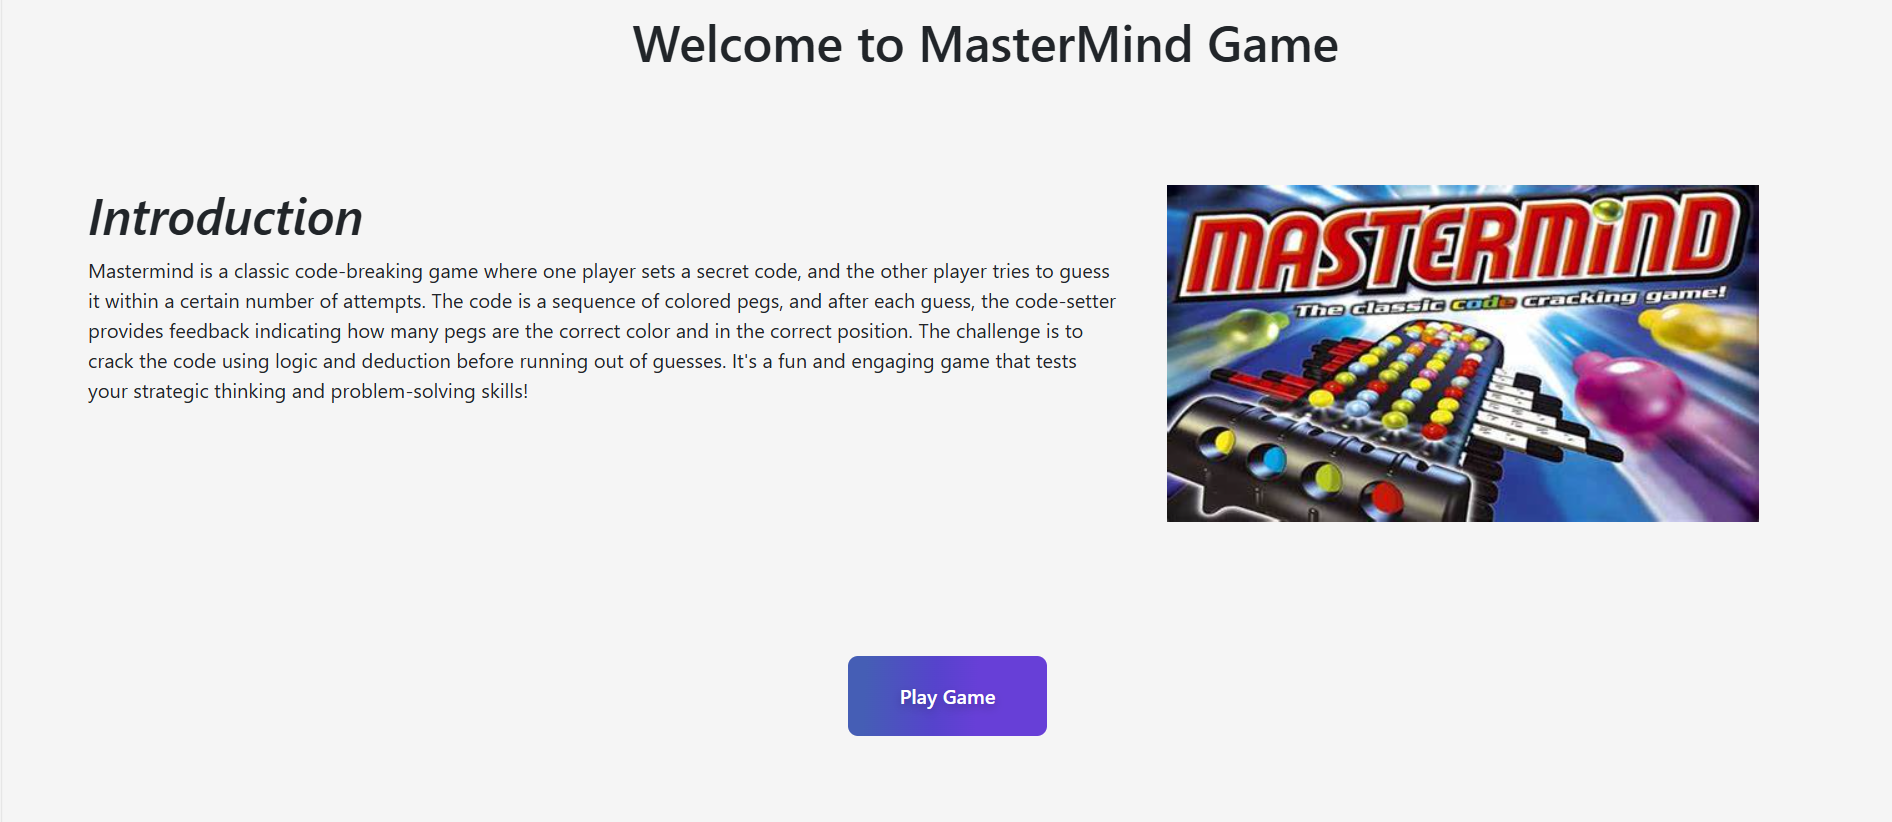 Welcome to MasterMind Game
Introduction
Mastermind is a classic code-breaking game where one player sets a secret code, and the other player tries to guess
it within a certain number of attempts. The code is a sequence of colored pegs, and after each guess, the code-setter
provides feedback indicating how many pegs are the correct color and in the correct position. The challenge is to
crack the code using logic and deduction before running out of guesses. It's a fun and engaging game that tests
your strategic thinking and problem-solving skills!
MASTERMiND
The classic code cracking game!
Play Game